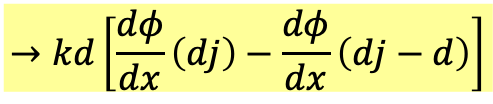 → kd [dϕ/dx (dj) − dϕ/dx (dj − d)]